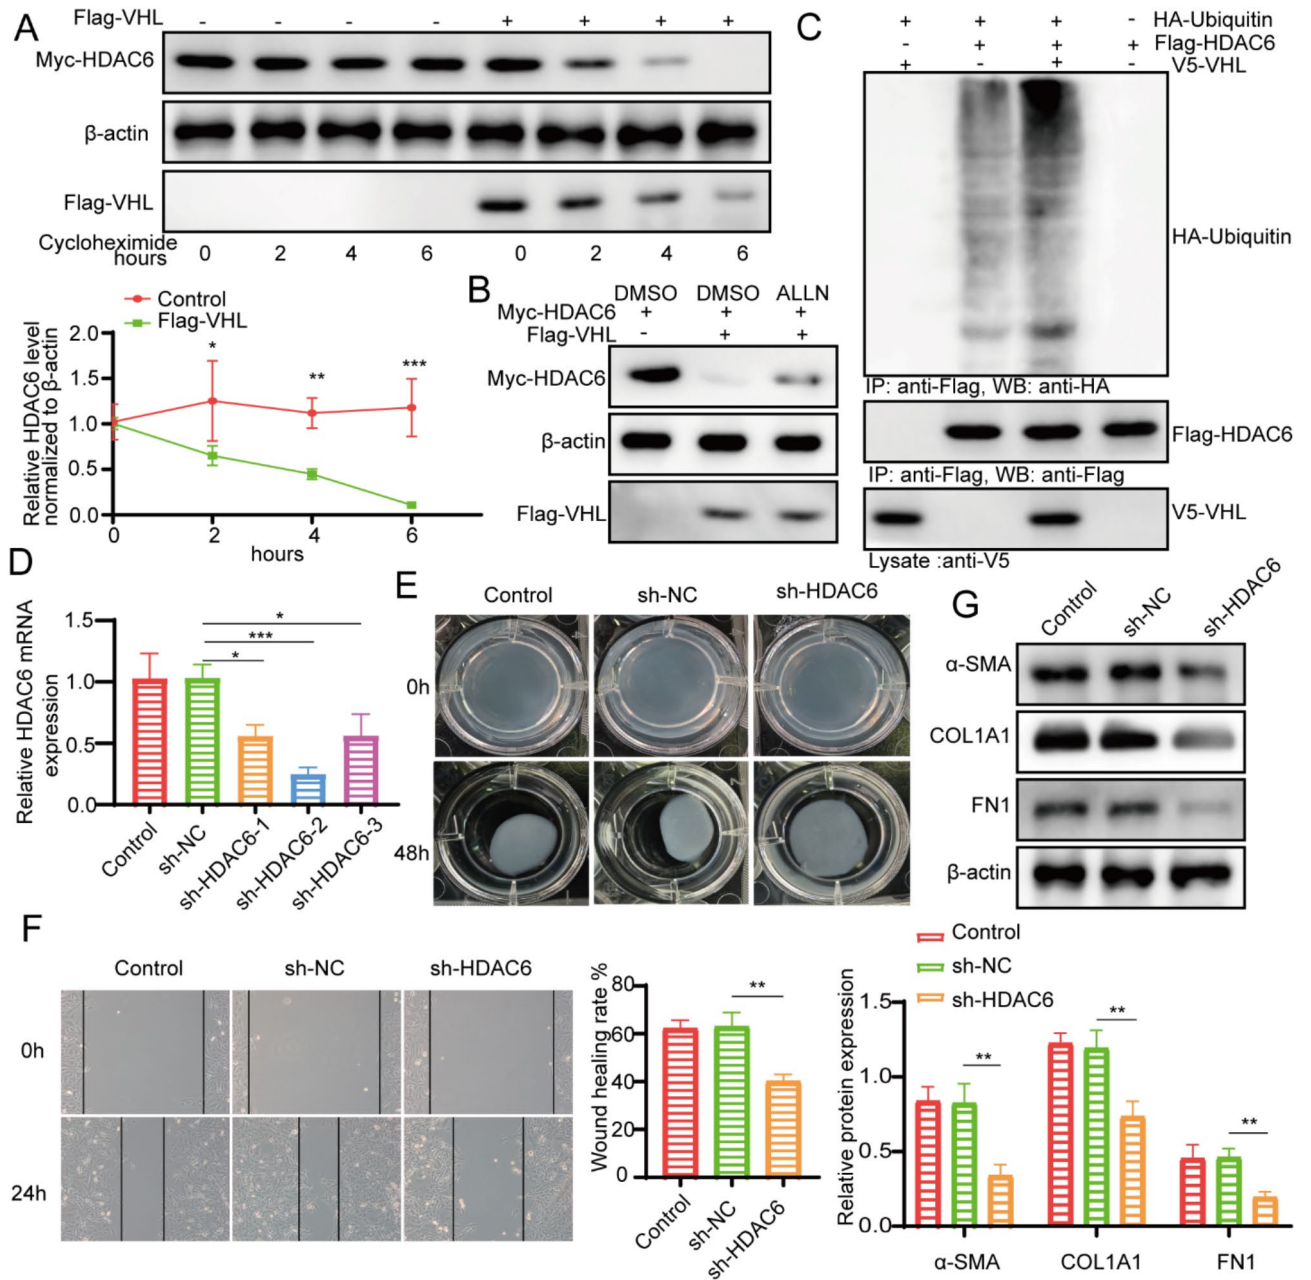 A
Flag-VHL - - - - + + + +
Myc-HDAC6
β-actin
Flag-VHL
Cycloheximide
hours 0 2 4 6 0 2 4 6
Control
Flag-VHL
Relative HDAC6 level
normalized to β-actin
2.0
1.5
1.0
0.5
0.0
* ** ***
0 2 4 6
hours
B
DMSO DMSO ALLN
Myc-HDAC6 + + +
Flag-VHL - + +
Myc-HDAC6
β-actin
Flag-VHL
C
+ + + - HA-Ubiquitin
- + + + Flag-HDAC6
+ - + - V5-VHL
HA-Ubiquitin
IP: anti-Flag, WB: anti-HA
Flag-HDAC6
IP: anti-Flag, WB: anti-Flag
V5-VHL
Lysate :anti-V5
D
Relative HDAC6 mRNA
expression
1.5
1.0
0.5
0.0
*
***
*
Control
sh-NC
sh-HDAC6-1
sh-HDAC6-2
sh-HDAC6-3
E
Control sh-NC sh-HDAC6
0h
48h
F
Control sh-NC sh-HDAC6
0h
24h
Wound healing rate %
80
60
40
20
0
**
Control
sh-NC
sh-HDAC6
G
Control
sh-NC
sh-HDAC6
α-SMA
COL1A1
FN1
β-actin
Control
sh-NC
sh-HDAC6
Relative protein expression
1.5
1.0
0.5
0.0
** ** **
α-SMA COL1A1 FN1